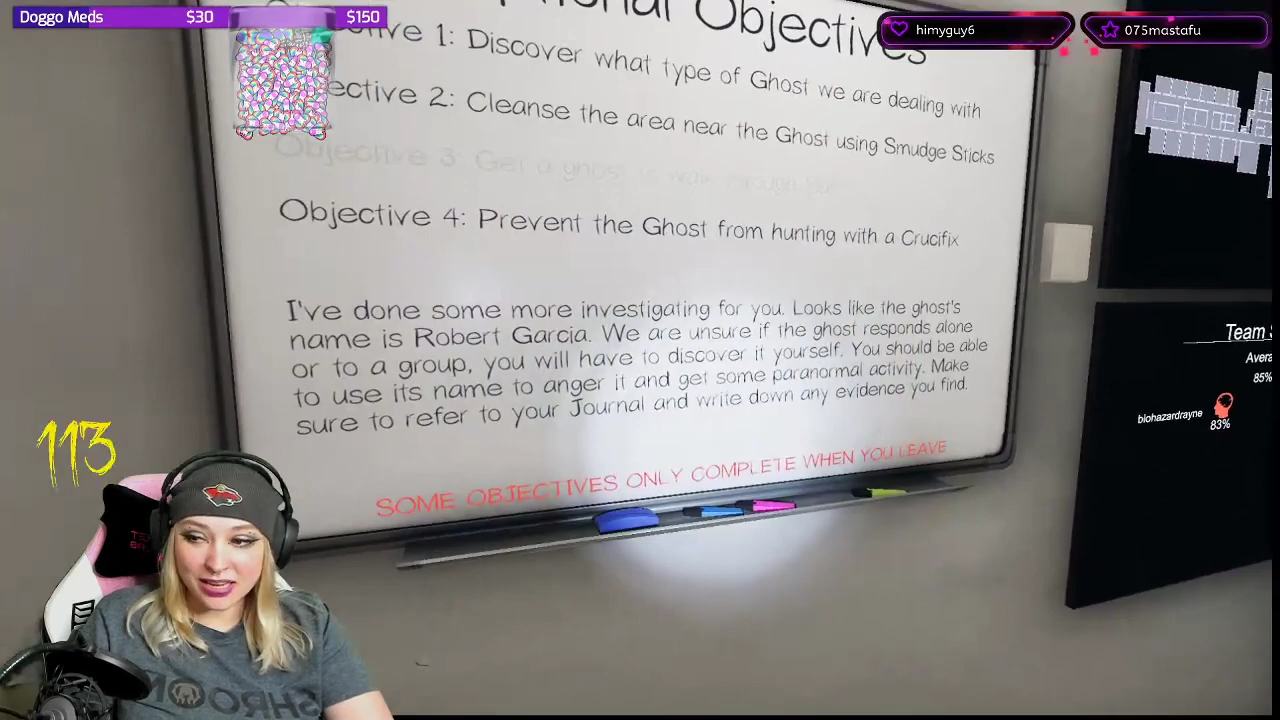 Doggo Meds $30 $150
himyguy6
075mastafu
Objectives
1: Discover what type of Ghost we are dealing with
ective 2: Cleanse the area near the Ghost using Smudge Sticks
Objective 3: Get a ghost to walk through
Objective 4: Prevent the Ghost from hunting with a Crucifix
I've done some more investigating for you. Looks like the ghost's
name is Robert Garcia. We are unsure if the ghost responds alone
or to a group, you will have to discover it yourself. You should be able
to use its name to anger it and get some paranormal activity. Make
sure to refer to your Journal and write down any evidence you find.
SOME OBJECTIVES ONLY COMPLETE WHEN YOU LEAVE
Team S
Avera
85%
biohazardrayne
83%
113
SHROOK